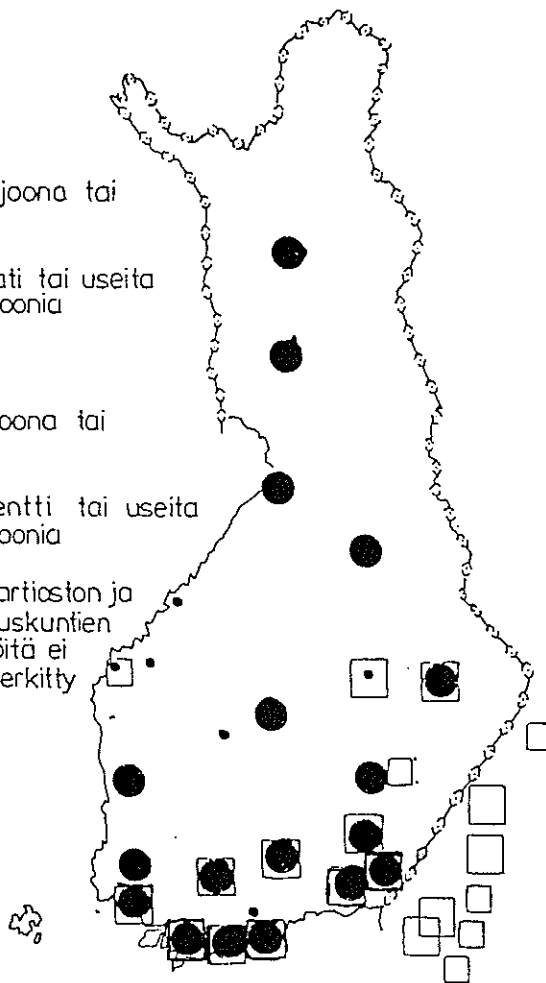 joona tai
ati tai useita
oonia
oona tai
entti tai useita
oonia
artioston ja
uskuntien
öitä ei
erkitty